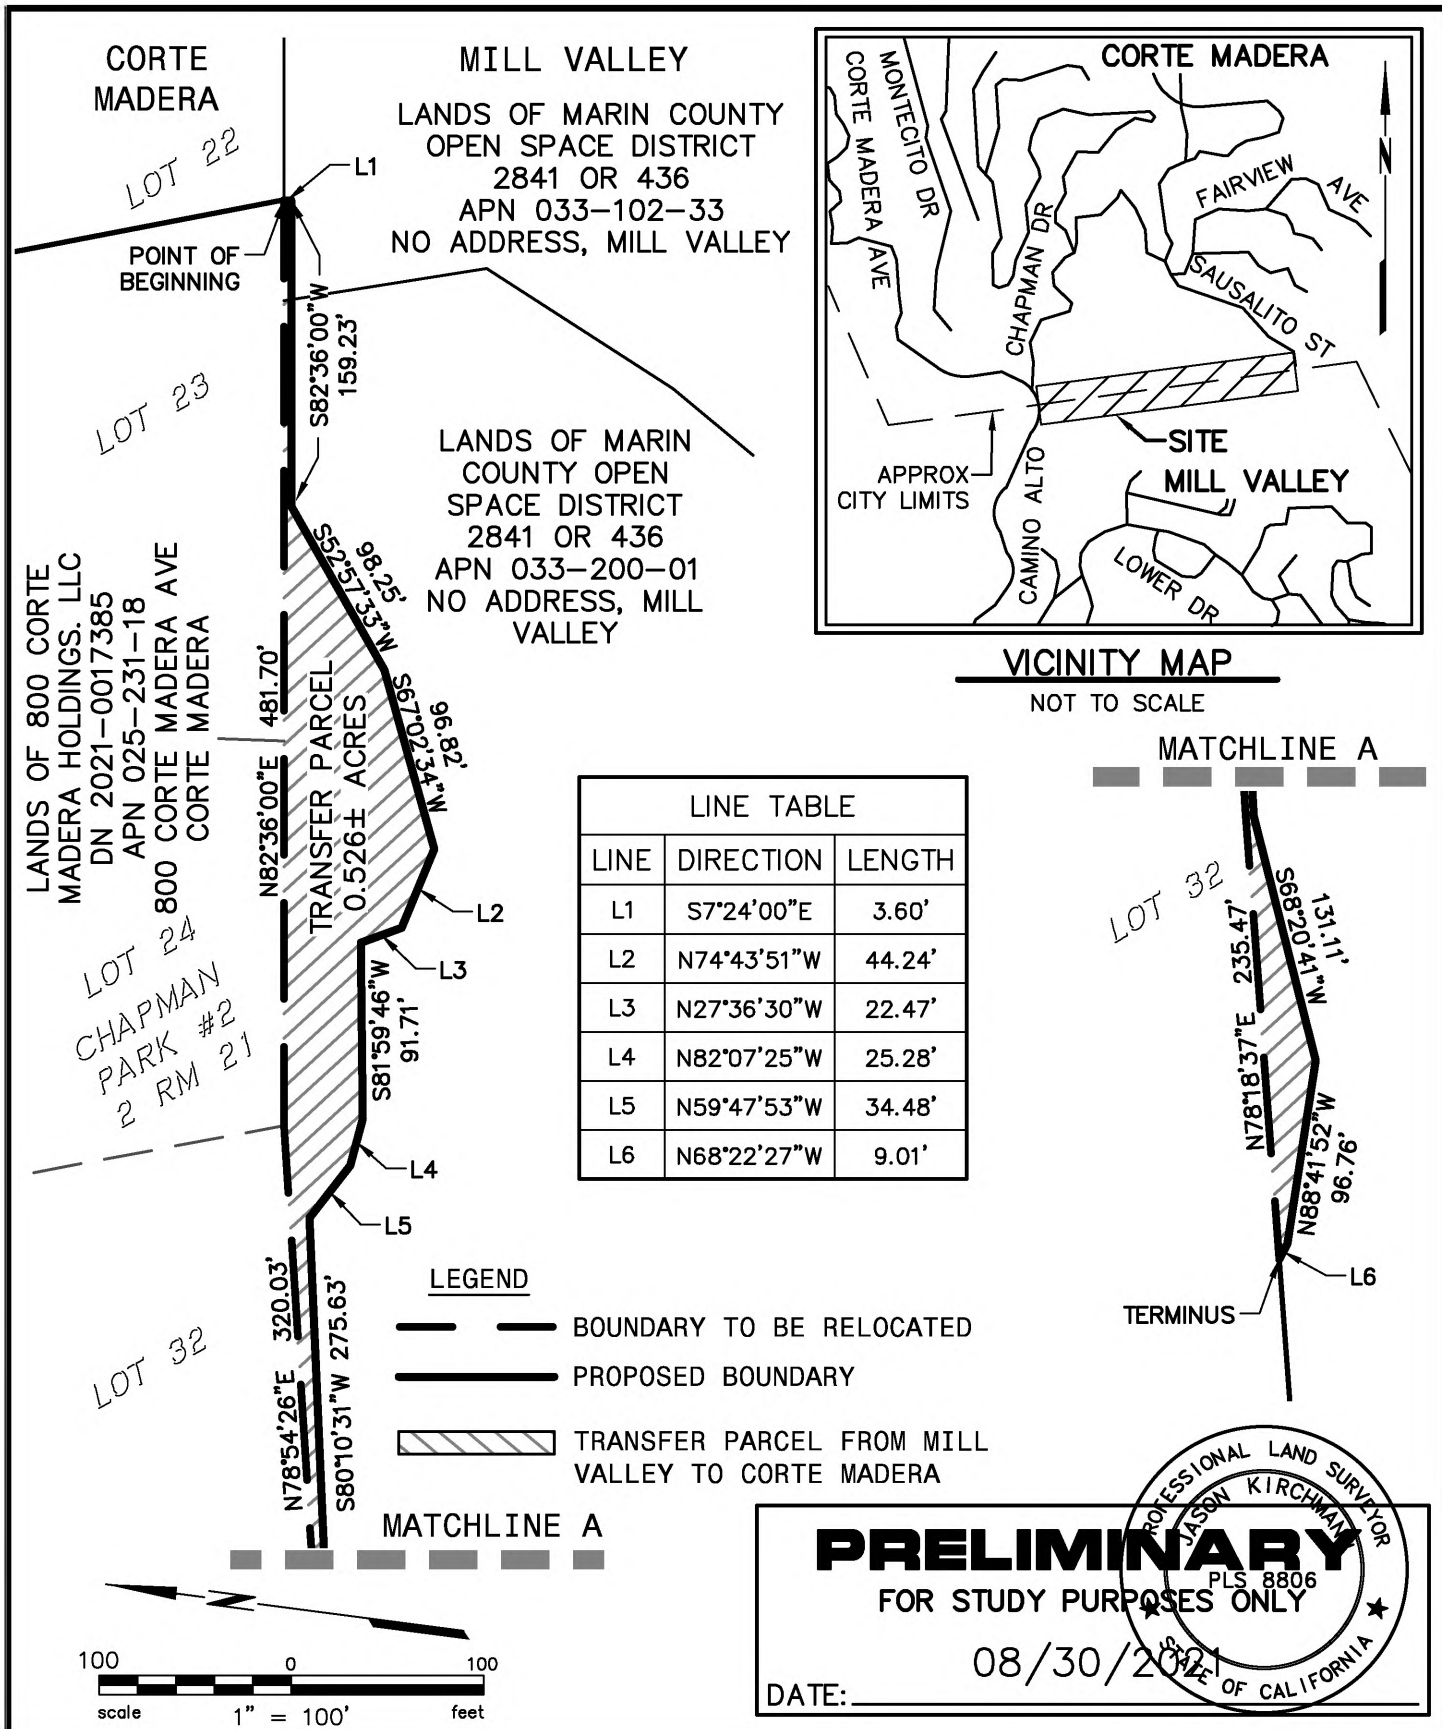 CORTE
MADERA
MILL VALLEY
LANDS OF MARIN COUNTY
OPEN SPACE DISTRICT
2841 OR 436
APN 033-102-33
NO ADDRESS, MILL VALLEY
LOT 22
L1
POINT OF
BEGINNING
S82°36'00"W
159.23'
LOT 23
LANDS OF MARIN
COUNTY OPEN
SPACE DISTRICT
2841 OR 436
APN 033-200-01
NO ADDRESS, MILL
VALLEY
S52°57'33"W
98.25'
LANDS OF 800 CORTE
MADERA HOLDINGS. LLC
DN 2021-0017385
APN 025-231-18
800 CORTE MADERA AVE
CORTE MADERA
N82°36'00"E 481.70'
TRANSFER PARCEL
0.526± ACRES
S67°02'34"W
96.82'
L2
L3
LOT 24
CHAPMAN
PARK #2
2 RM 21
S81°59'46"W
91.71'
L4
L5
LOT 32
N78°54'26"E 320.03'
S80°10'31"W 275.63'
MATCHLINE A
LEGEND
BOUNDARY TO BE RELOCATED
PROPOSED BOUNDARY
TRANSFER PARCEL FROM MILL
VALLEY TO CORTE MADERA
N
100 0 100
scale 1" = 100' feet
CORTE MADERA
MONTECITO DR
CORTE MADERA AVE
CHAPMAN DR
FAIRVIEW AVE
SAUSALITO ST
N
SITE
APPROX
CITY LIMITS
MILL VALLEY
CAMINO ALTO
LOWER DR
VICINITY MAP
NOT TO SCALE
LINE TABLE
LINE DIRECTION LENGTH
L1 S7°24'00"E 3.60'
L2 N74°43'51"W 44.24'
L3 N27°36'30"W 22.47'
L4 N82°07'25"W 25.28'
L5 N59°47'53"W 34.48'
L6 N68°22'27"W 9.01'
MATCHLINE A
LOT 32
N78°18'37"E 235.47'
S68°20'41"W
131.11'
N88°41'52"W
96.76'
L6
TERMINUS
PRELIMINARY
FOR STUDY PURPOSES ONLY
08/30/2021
DATE:
PROFESSIONAL LAND SURVEYOR
JASON KIRCHMANN
PLS 8806
STATE OF CALIFORNIA